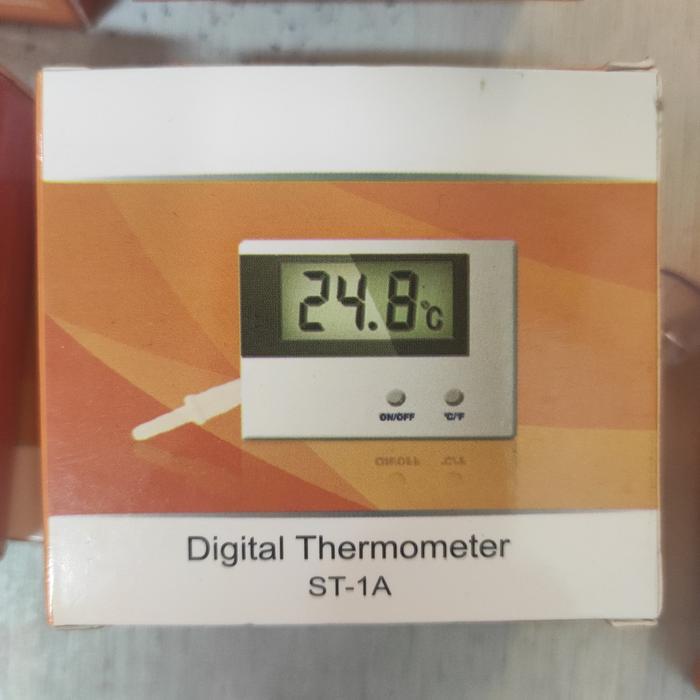 24.8°C
ON/OFF °C/°F
Digital Thermometer
ST-1A